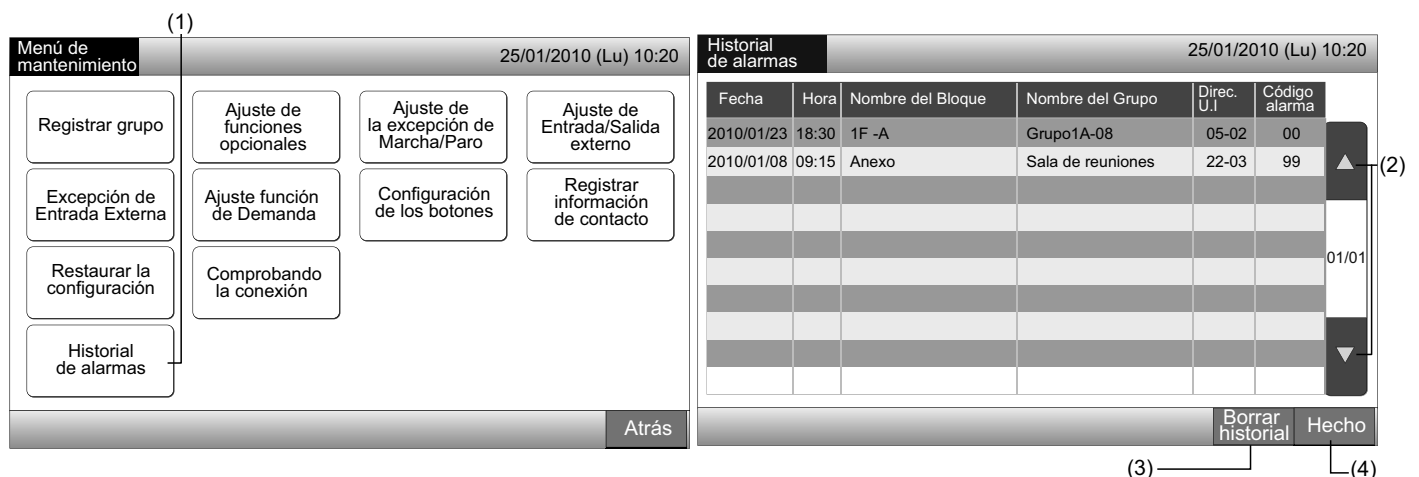 (1)
Menú de
mantenimiento
25/01/2010 (Lu) 10:20
Registrar grupo
Ajuste de
funciones
opcionales
Ajuste de
la excepción de
Marcha/Paro
Ajuste de
Entrada/Salida
externo
Excepción de
Entrada Externa
Ajuste función
de Demanda
Configuración
de los botones
Registrar
información
de contacto
Restaurar la
configuración
Comprobando
la conexión
Historial
de alarmas
Atrás
Historial
de alarmas
25/01/2010 (Lu) 10:20
Fecha Hora Nombre del Bloque Nombre del Grupo Direc. U.I Código alarma
2010/01/23 18:30 1F -A Grupo1A-08 05-02 00
2010/01/08 09:15 Anexo Sala de reuniones 22-03 99
(2)
01/01
Borrar
historial
Hecho
(3)
(4)